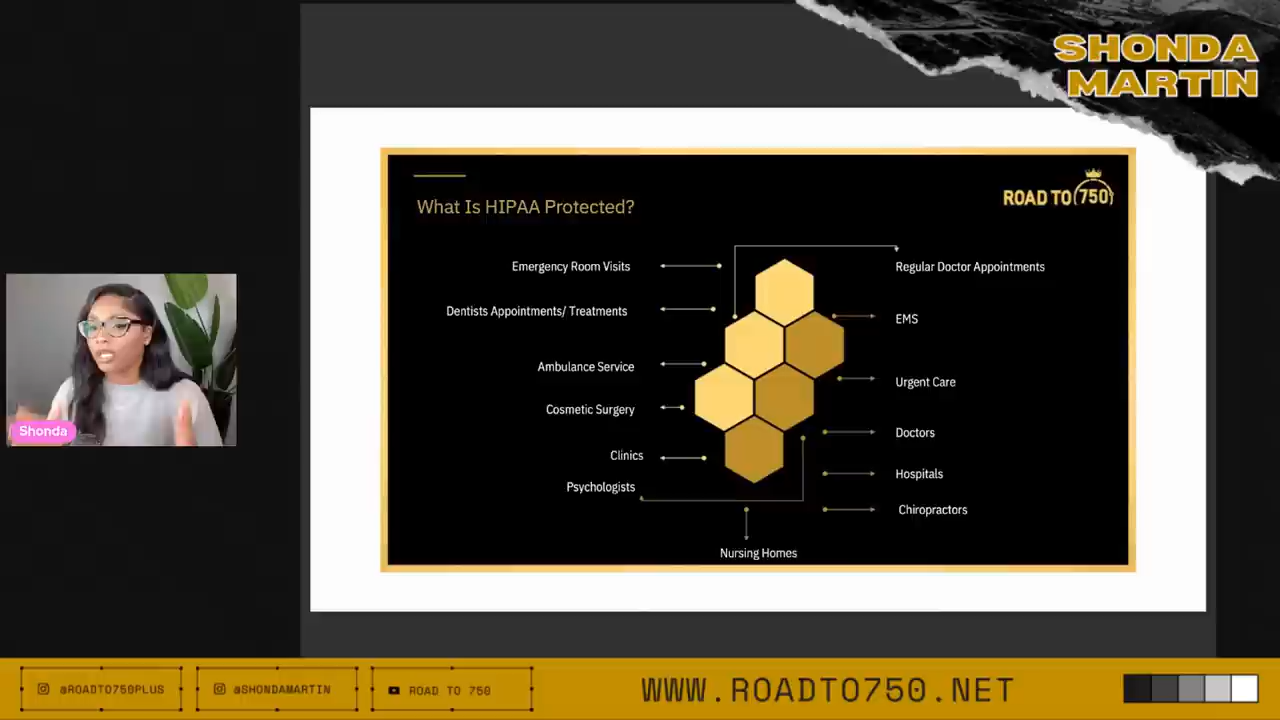 SHONDA
MARTIN
What Is HIPAA Protected?
ROAD TO 750
Emergency Room Visits
Regular Doctor Appointments
Dentists Appointments/ Treatments
EMS
Ambulance Service
Urgent Care
Cosmetic Surgery
Doctors
Clinics
Hospitals
Psychologists
Chiropractors
Nursing Homes
Shonda
@ROADTO750PLUS
@SHONDAMARTIN
ROAD TO 750
WWW.ROADTO750.NET